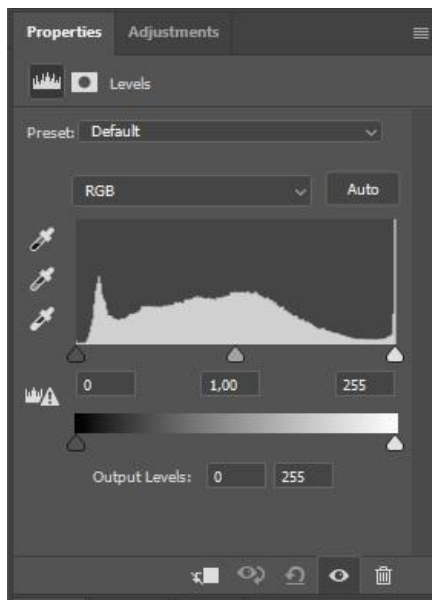 Properties Adjustments
Levels
Preset: Default
RGB Auto
0 1,00 255
Output Levels: 0 255